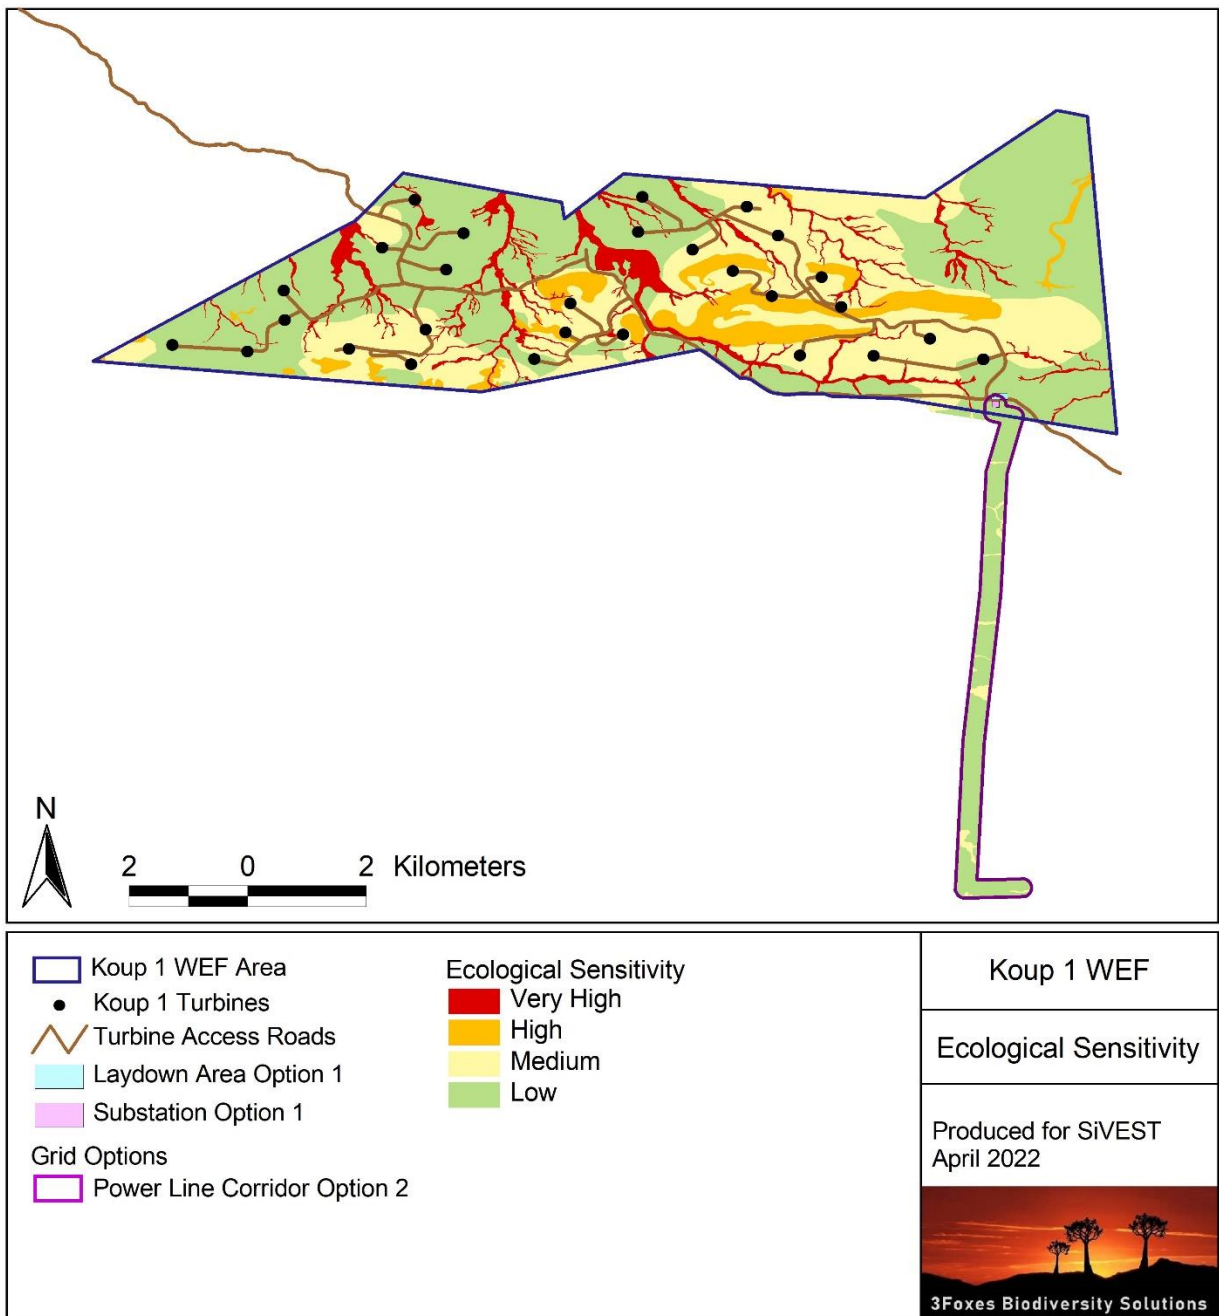 N
2 0 2 Kilometers
Koup 1 WEF Area
Koup 1 Turbines
Turbine Access Roads
Laydown Area Option 1
Substation Option 1
Grid Options
Power Line Corridor Option 2
Ecological Sensitivity
Very High
High
Medium
Low
Koup 1 WEF
Ecological Sensitivity
Produced for SiVEST
April 2022
3Foxes Biodiversity Solutions